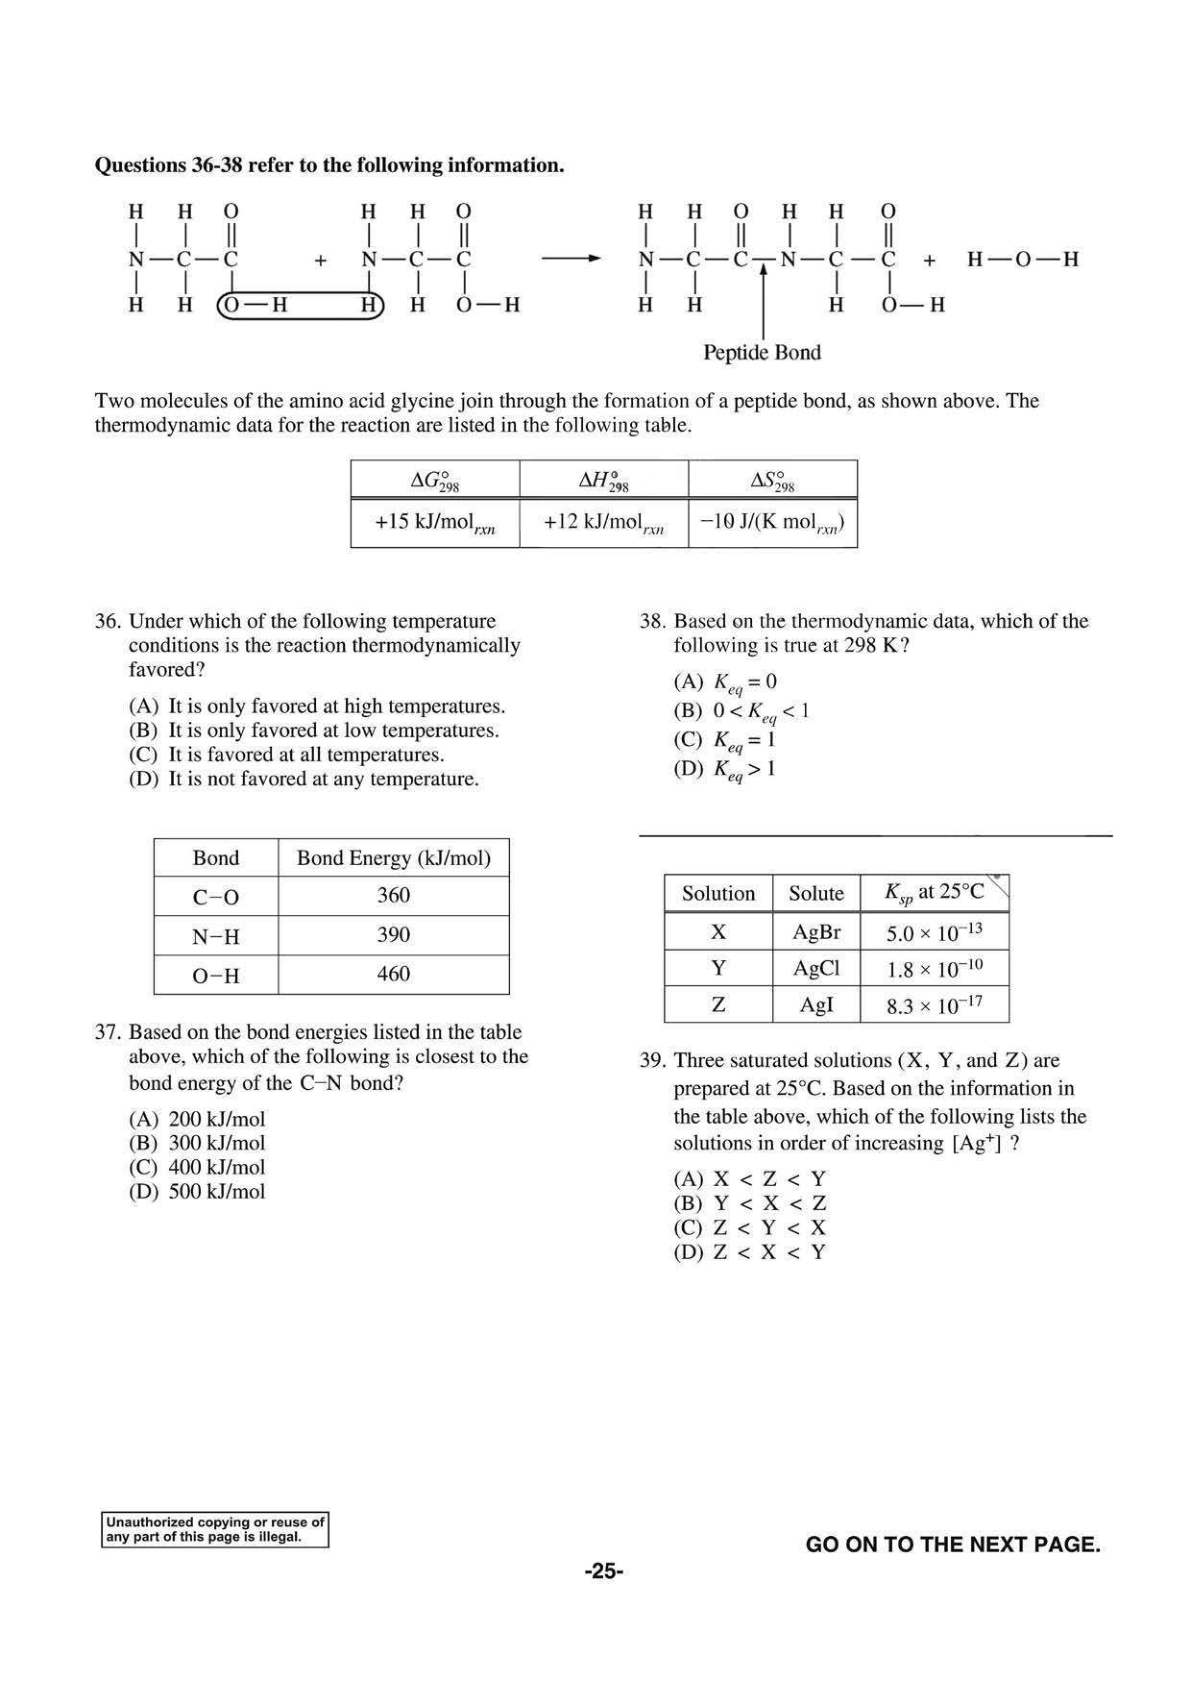 Questions 36-38 refer to the following information.
H H O H H O H H O H H O
N—C—C + N—C—C → N—C—C—N—C—C + H—O—H
H H O—H H H O—H H H H O—H
Peptide Bond
Two molecules of the amino acid glycine join through the formation of a peptide bond, as shown above. The
thermodynamic data for the reaction are listed in the following table.
ΔG°298 ΔH°298 ΔS°298
+15 kJ/molrxn +12 kJ/molrxn −10 J/(K molrxn)
36. Under which of the following temperature
conditions is the reaction thermodynamically
favored?
(A) It is only favored at high temperatures.
(B) It is only favored at low temperatures.
(C) It is favored at all temperatures.
(D) It is not favored at any temperature.
Bond Bond Energy (kJ/mol)
C−O 360
N−H 390
O−H 460
37. Based on the bond energies listed in the table
above, which of the following is closest to the
bond energy of the C−N bond?
(A) 200 kJ/mol
(B) 300 kJ/mol
(C) 400 kJ/mol
(D) 500 kJ/mol
38. Based on the thermodynamic data, which of the
following is true at 298 K?
(A) Keq = 0
(B) 0 < Keq < 1
(C) Keq = 1
(D) Keq > 1
Solution Solute Ksp at 25°C
X AgBr 5.0 × 10⁻¹³
Y AgCl 1.8 × 10⁻¹⁰
Z AgI 8.3 × 10⁻¹⁷
39. Three saturated solutions (X, Y, and Z) are
prepared at 25°C. Based on the information in
the table above, which of the following lists the
solutions in order of increasing [Ag⁺] ?
(A) X < Z < Y
(B) Y < X < Z
(C) Z < Y < X
(D) Z < X < Y
Unauthorized copying or reuse of
any part of this page is illegal.
GO ON TO THE NEXT PAGE.
-25-